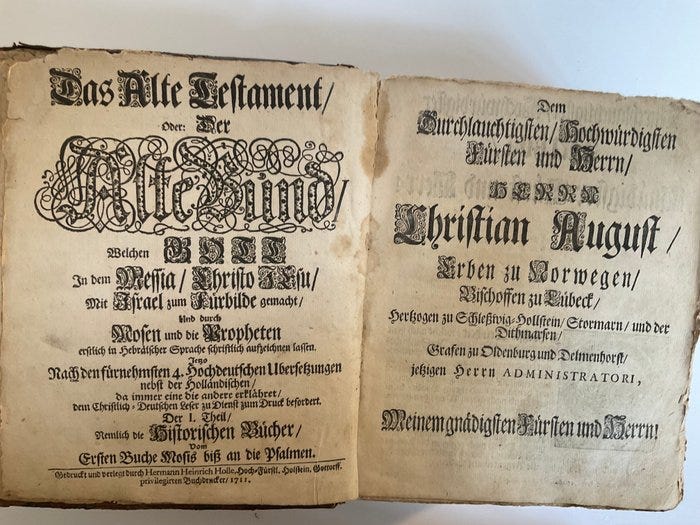 Das Alte Testament/
Oder: Der
Alte Bund/
Welchen GOTT
In dem Messia/ Christo JEsu/
Mit Israel zum Fürbilde gemacht/
Und durch
Mosen und die Propheten
erstlich in Hebräischer Sprache schriftlich aufzeichnen lassen.
Jetzo
Nach den fürnehmsten 4. Hochdeutschen Ubersetzungen
nebst der Holländischen/
da immer eine die andere erkläret/
dem Christlich-Deutschen Leser zu Dienst zum Druck befordert.
Der I. Theil/
Nemlich die Historischen Bücher/
Vom
Ersten Buche Mosis biß an die Psalmen.
Gedruckt und verlegt durch Hermann Heinrich Holle, Hoch-Fürstl. Holstein. Gottorff.
privilegirten Buchdrucker/ 1711.
Dem
Durchlauchtigsten/ Hochwürdigsten
Fürsten und Herrn/
HERRN
Christian August/
Erben zu Norwegen/
Bischoffen zu Lübeck/
Hertzogen zu Schleßwig-Hollstein/ Stormarn/ und der
Dithmarsen/
Grafen zu Oldenburg und Delmenhorst/
jetzigen Herrn ADMINISTRATORI,
Meinem gnädigsten Fürsten und Herrn!